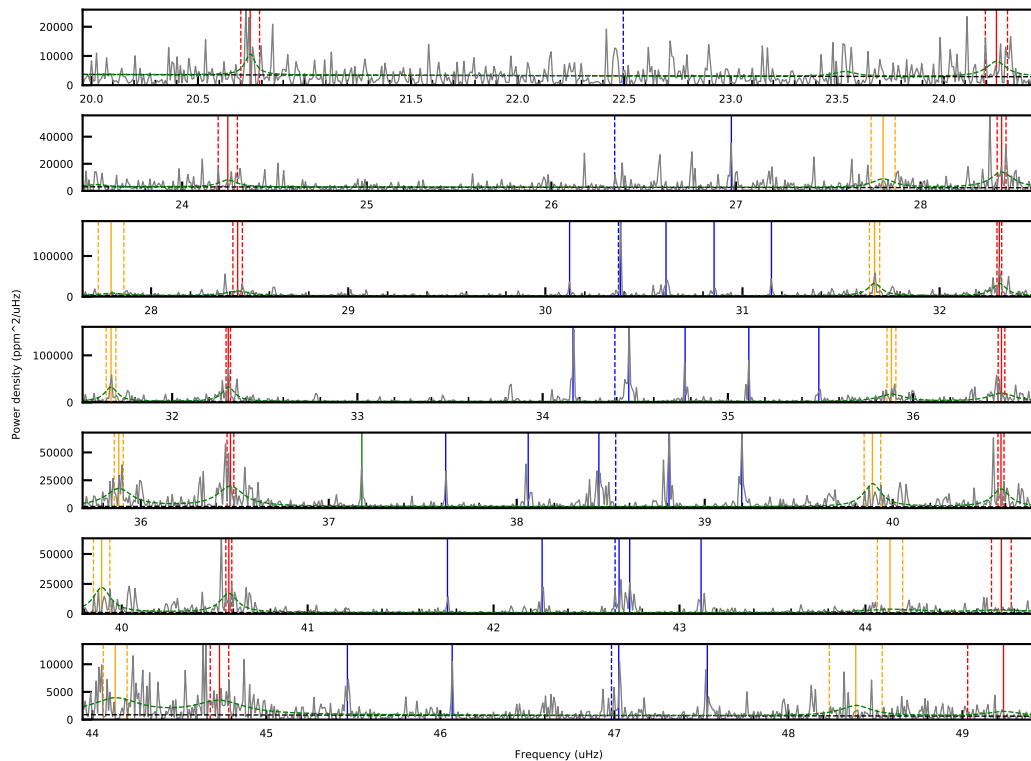 20000
10000
0
20.0 20.5 21.0 21.5 22.0 22.5 23.0 23.5 24.0
40000
20000
0
24 25 26 27 28
100000
0
28 29 30 31 32
100000
0
32 33 34 35 36
50000
25000
0
36 37 38 39 40
50000
25000
0
40 41 42 43 44
10000
5000
0
44 45 46 47 48 49
Power density (ppm^2/uHz)
Frequency (uHz)